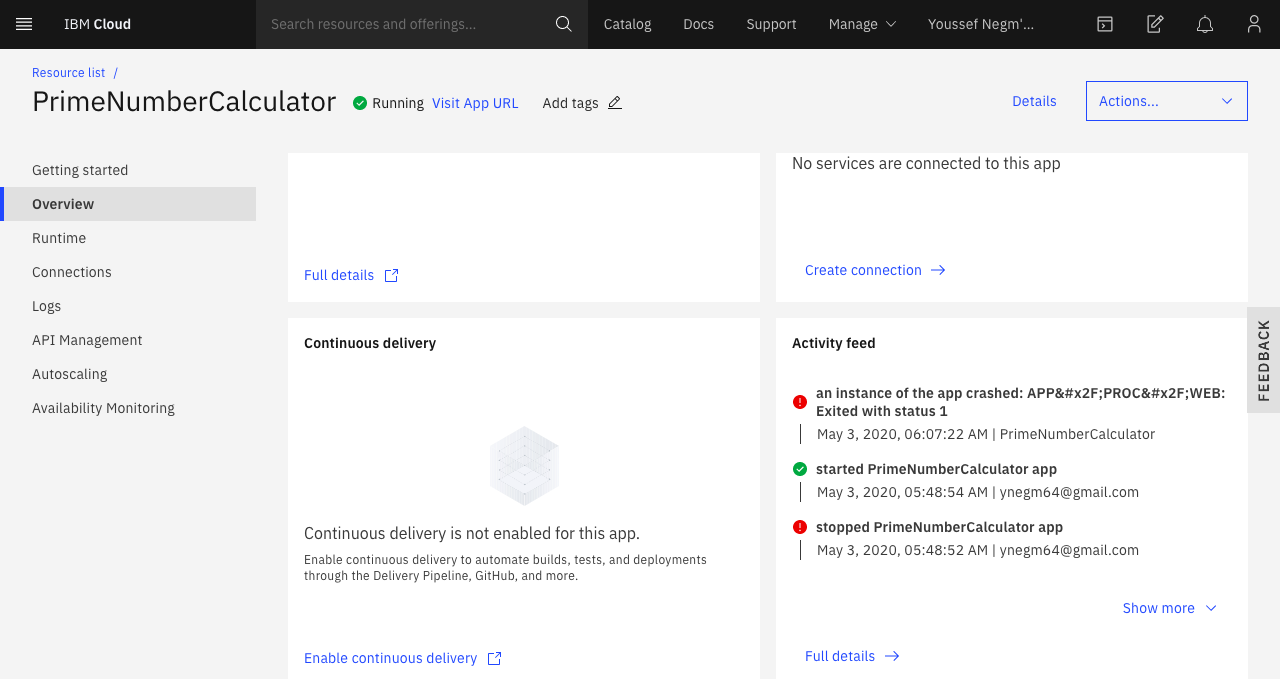 IBM Cloud
Search resources and offerings...
Catalog
Docs
Support
Manage
Youssef Negm'...
Resource list /
PrimeNumberCalculator
Running
Visit App URL
Add tags
Details
Actions...
Getting started
Overview
Runtime
Connections
Logs
API Management
Autoscaling
Availability Monitoring
Full details
No services are connected to this app
Create connection
Continuous delivery
Continuous delivery is not enabled for this app.
Enable continuous delivery to automate builds, tests, and deployments
through the Delivery Pipeline, GitHub, and more.
Enable continuous delivery
Activity feed
an instance of the app crashed: APP&#x2F;PROC&#x2F;WEB:
Exited with status 1
May 3, 2020, 06:07:22 AM | PrimeNumberCalculator
started PrimeNumberCalculator app
May 3, 2020, 05:48:54 AM | ynegm64@gmail.com
stopped PrimeNumberCalculator app
May 3, 2020, 05:48:52 AM | ynegm64@gmail.com
Show more
Full details
FEEDBACK